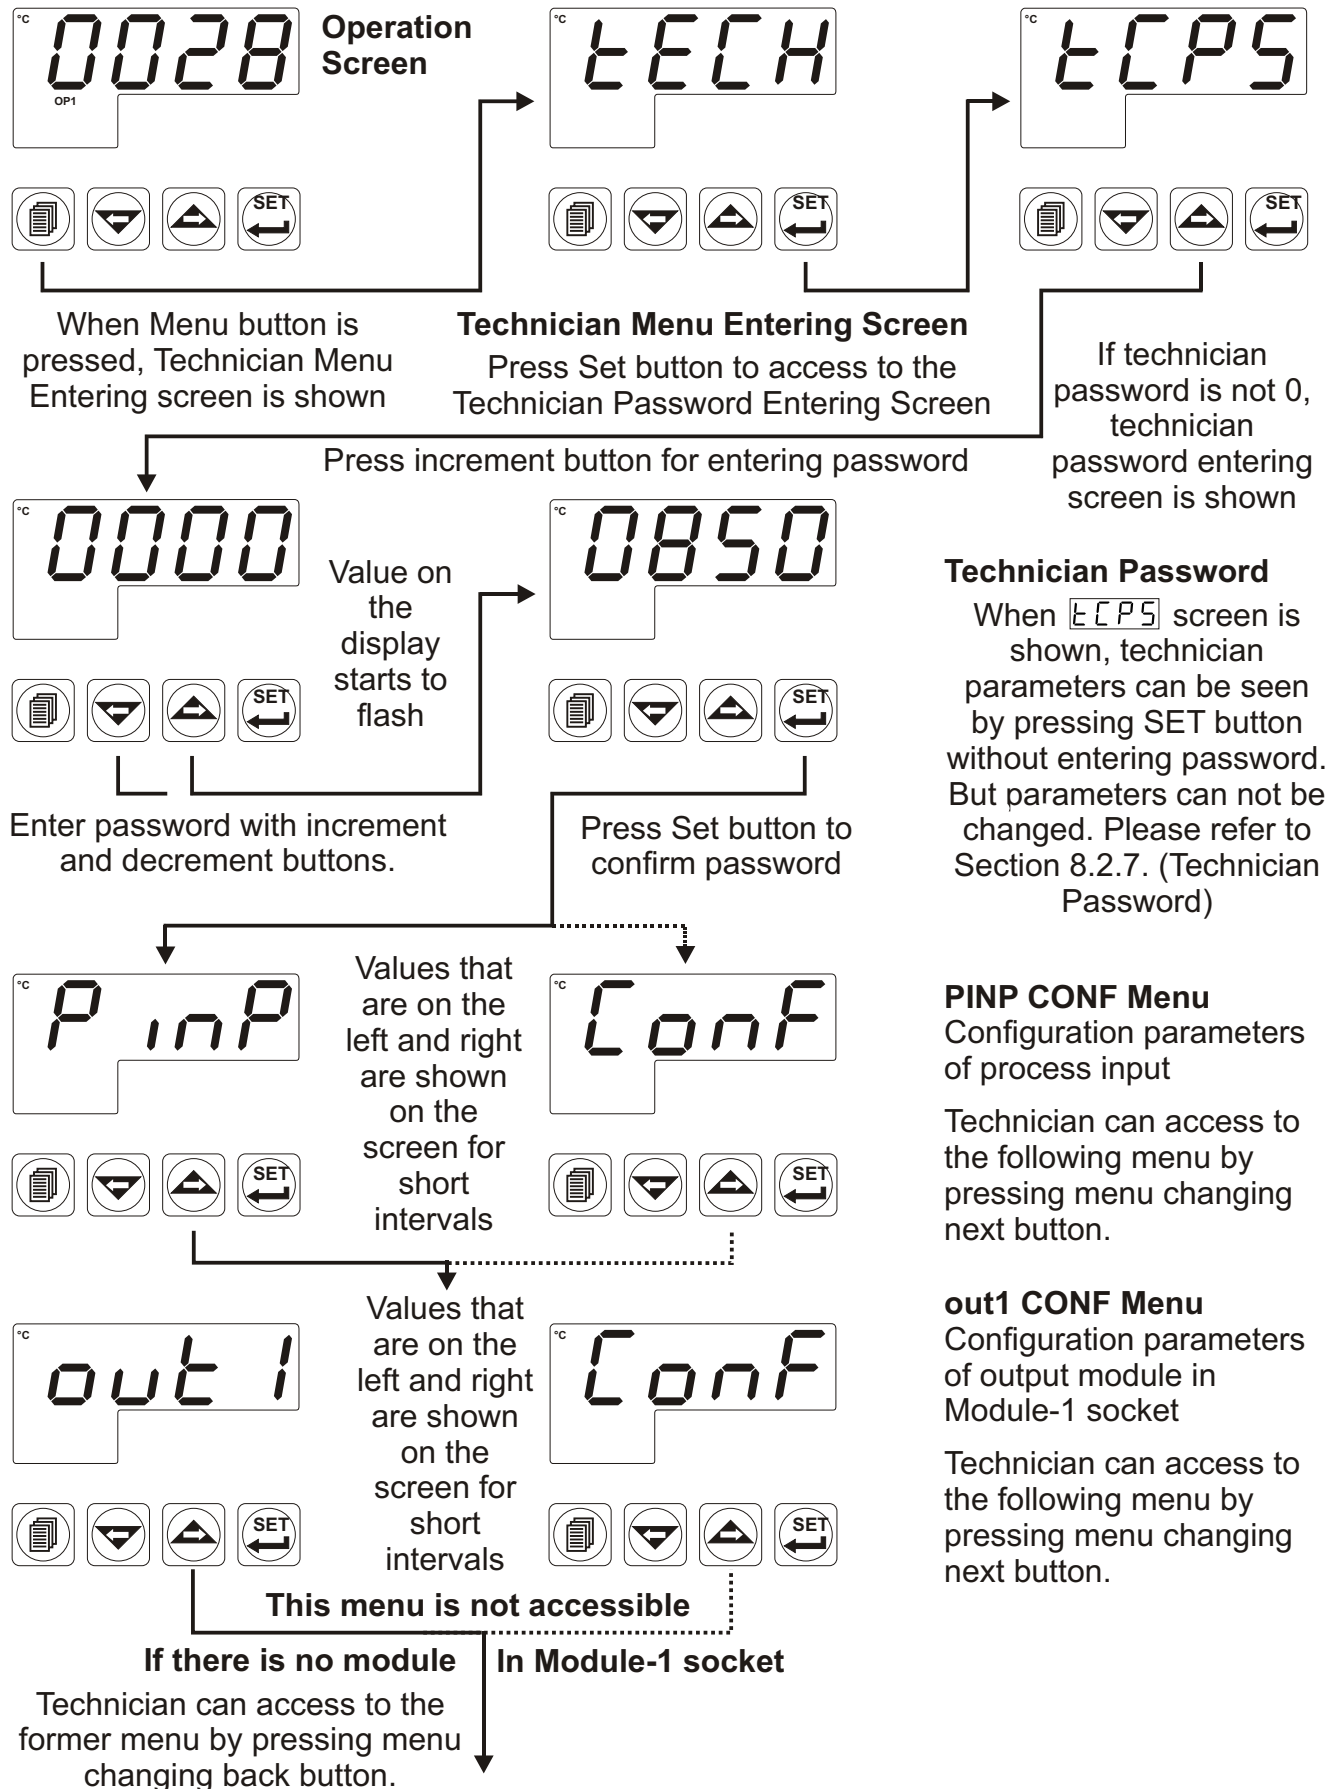 °C
0028
OP1
Operation
Screen
°C
tECH
°C
tCPS
SET
SET
SET
When Menu button is
pressed, Technician Menu
Entering screen is shown
Technician Menu Entering Screen
Press Set button to access to the
Technician Password Entering Screen
If technician
password is not 0,
technician
password entering
screen is shown
Press increment button for entering password
°C
0000
Value on
the
display
starts to
flash
°C
0850
SET
SET
Enter password with increment
and decrement buttons.
Press Set button to
confirm password
Technician Password
When tCPS screen is
shown, technician
parameters can be seen
by pressing SET button
without entering password.
But parameters can not be
changed. Please refer to
Section 8.2.7. (Technician
Password)
°C
PinP
Values that
are on the
left and right
are shown
on the
screen for
short
intervals
°C
ConF
SET
SET
PINP CONF Menu
Configuration parameters
of process input
Technician can access to
the following menu by
pressing menu changing
next button.
°C
out1
Values that
are on the
left and right
are shown
on the
screen for
short
intervals
°C
ConF
SET
SET
out1 CONF Menu
Configuration parameters
of output module in
Module-1 socket
Technician can access to
the following menu by
pressing menu changing
next button.
This menu is not accessible
If there is no module In Module-1 socket
Technician can access to the
former menu by pressing menu
changing back button.